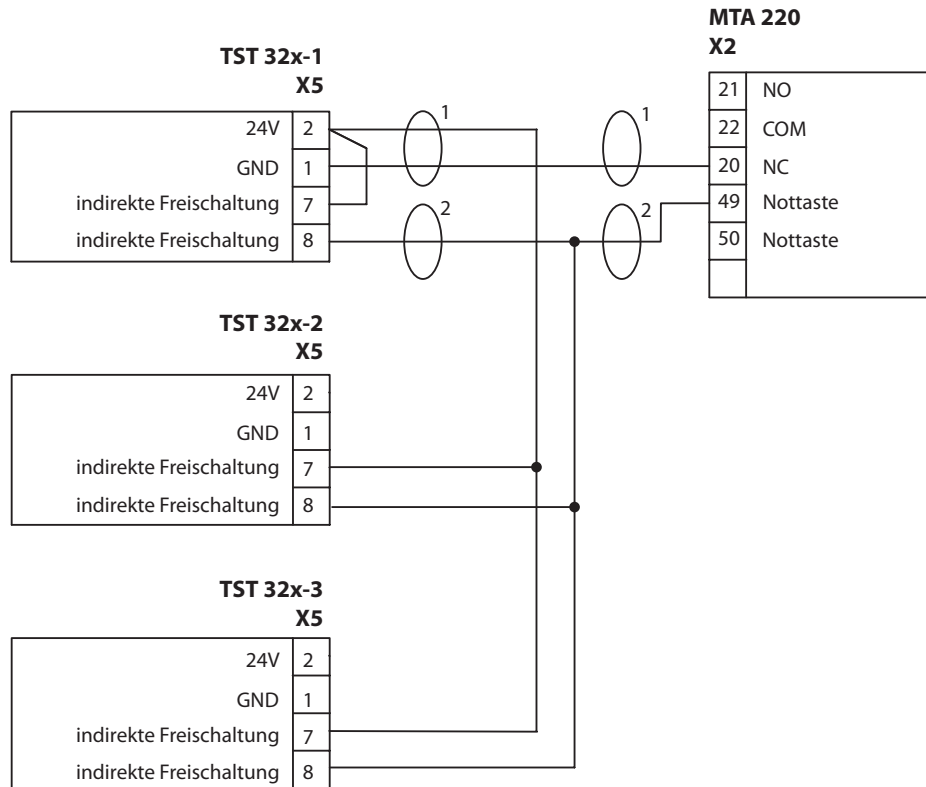 MTA 220
X2
21 NO
22 COM
20 NC
49 Nottaste
50 Nottaste
TST 32x-1
X5
24V 2
GND 1
indirekte Freischaltung 7
indirekte Freischaltung 8
1
1
2
2
TST 32x-2
X5
24V 2
GND 1
indirekte Freischaltung 7
indirekte Freischaltung 8
TST 32x-3
X5
24V 2
GND 1
indirekte Freischaltung 7
indirekte Freischaltung 8